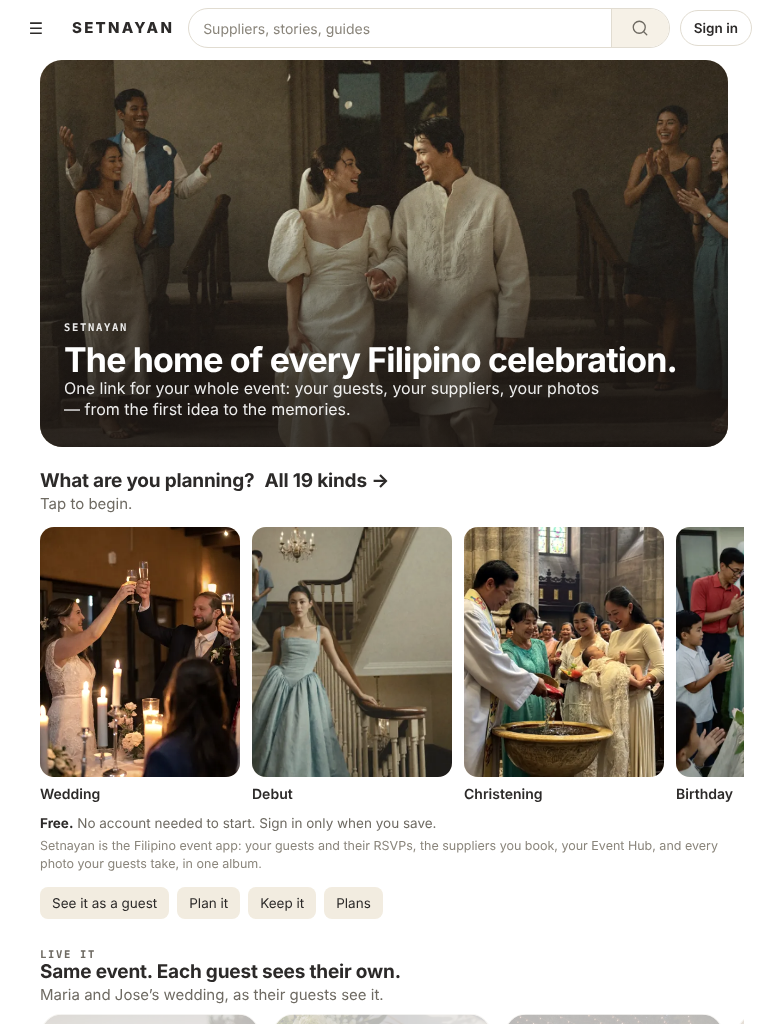 SETNAYAN
Suppliers, stories, guides
Sign in
SETNAYAN
The home of every Filipino celebration.
One link for your whole event: your guests, your suppliers, your photos
— from the first idea to the memories.
What are you planning? All 19 kinds →
Tap to begin.
Wedding
Debut
Christening
Birthday
Free. No account needed to start. Sign in only when you save.
Setnayan is the Filipino event app: your guests and their RSVPs, the suppliers you book, your Event Hub, and every
photo your guests take, in one album.
See it as a guest
Plan it
Keep it
Plans
LIVE IT
Same event. Each guest sees their own.
Maria and Jose’s wedding, as their guests see it.